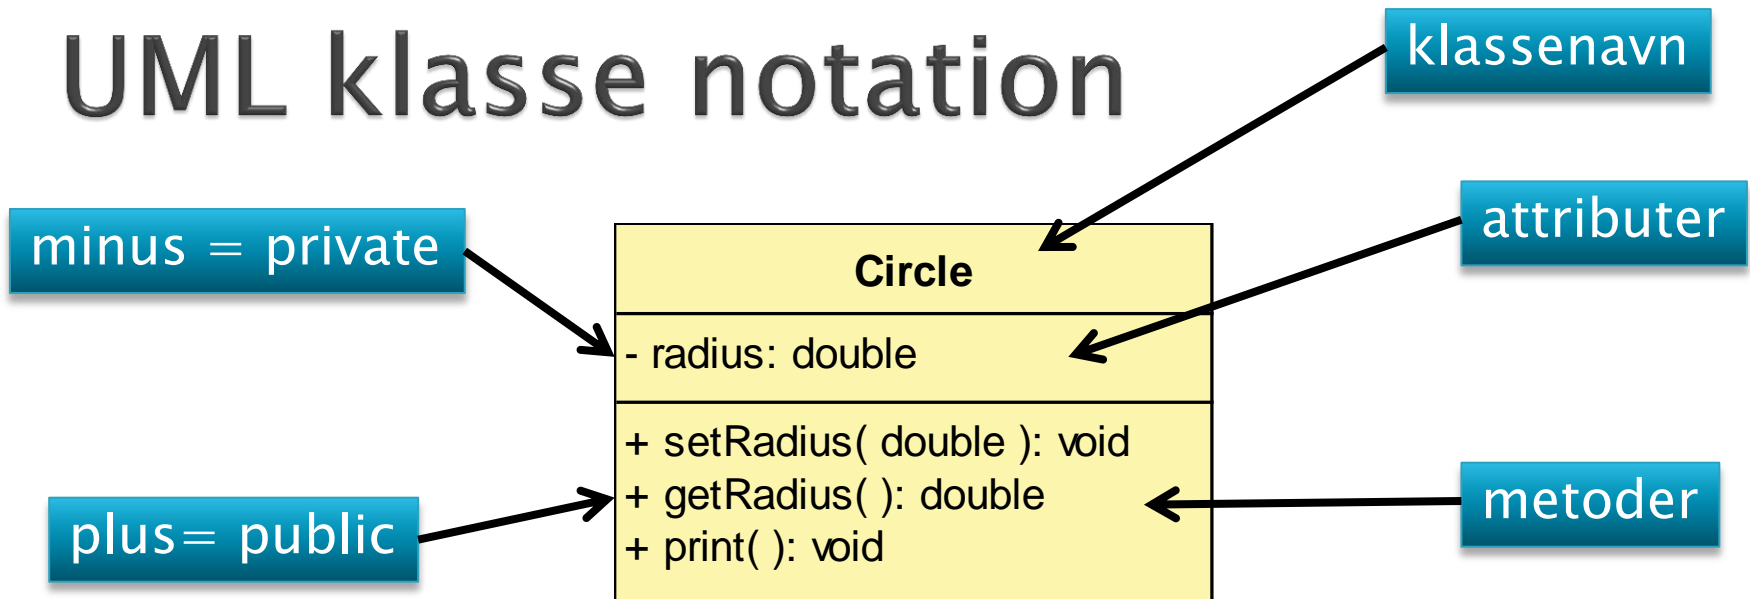 UML klasse notation
klassenavn
attributer
minus = private
Circle
- radius: double
+ setRadius( double ): void
+ getRadius( ): double
+ print( ): void
plus= public
metoder